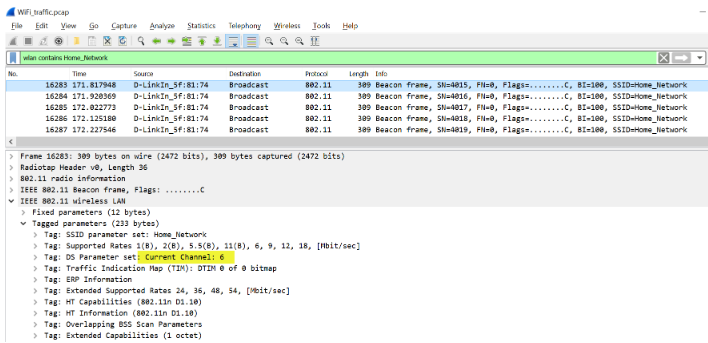 WiFi_traffic.pcap
File Edit View Go Capture Analyze Statistics Telephony Wireless Tools Help
wlan contains Home_Network
No. Time Source Destination Protocol Length Info
16283 171.817948 D-LinkIn_5f:81:74 Broadcast 802.11 309 Beacon frame, SN=4015, FN=0, Flags=........C, BI=100, SSID=Home_Network
16284 171.920369 D-LinkIn_5f:81:74 Broadcast 802.11 309 Beacon frame, SN=4016, FN=0, Flags=........C, BI=100, SSID=Home_Network
16285 172.022773 D-LinkIn_5f:81:74 Broadcast 802.11 309 Beacon frame, SN=4017, FN=0, Flags=........C, BI=100, SSID=Home_Network
16286 172.125180 D-LinkIn_5f:81:74 Broadcast 802.11 309 Beacon frame, SN=4018, FN=0, Flags=........C, BI=100, SSID=Home_Network
16287 172.227546 D-LinkIn_5f:81:74 Broadcast 802.11 309 Beacon frame, SN=4019, FN=0, Flags=........C, BI=100, SSID=Home_Network
Frame 16283: 309 bytes on wire (2472 bits), 309 bytes captured (2472 bits)
Radiotap Header v0, Length 36
802.11 radio information
IEEE 802.11 Beacon frame, Flags: ........C
IEEE 802.11 wireless LAN
Fixed parameters (12 bytes)
Tagged parameters (233 bytes)
Tag: SSID parameter set: Home_Network
Tag: Supported Rates 1(B), 2(B), 5.5(B), 11(B), 6, 9, 12, 18, [Mbit/sec]
Tag: DS Parameter set: Current Channel: 6
Tag: Traffic Indication Map (TIM): DTIM 0 of 0 bitmap
Tag: ERP Information
Tag: Extended Supported Rates 24, 36, 48, 54, [Mbit/sec]
Tag: HT Capabilities (802.11n D1.10)
Tag: HT Information (802.11n D1.10)
Tag: Overlapping BSS Scan Parameters
Tag: Extended Capabilities (1 octet)